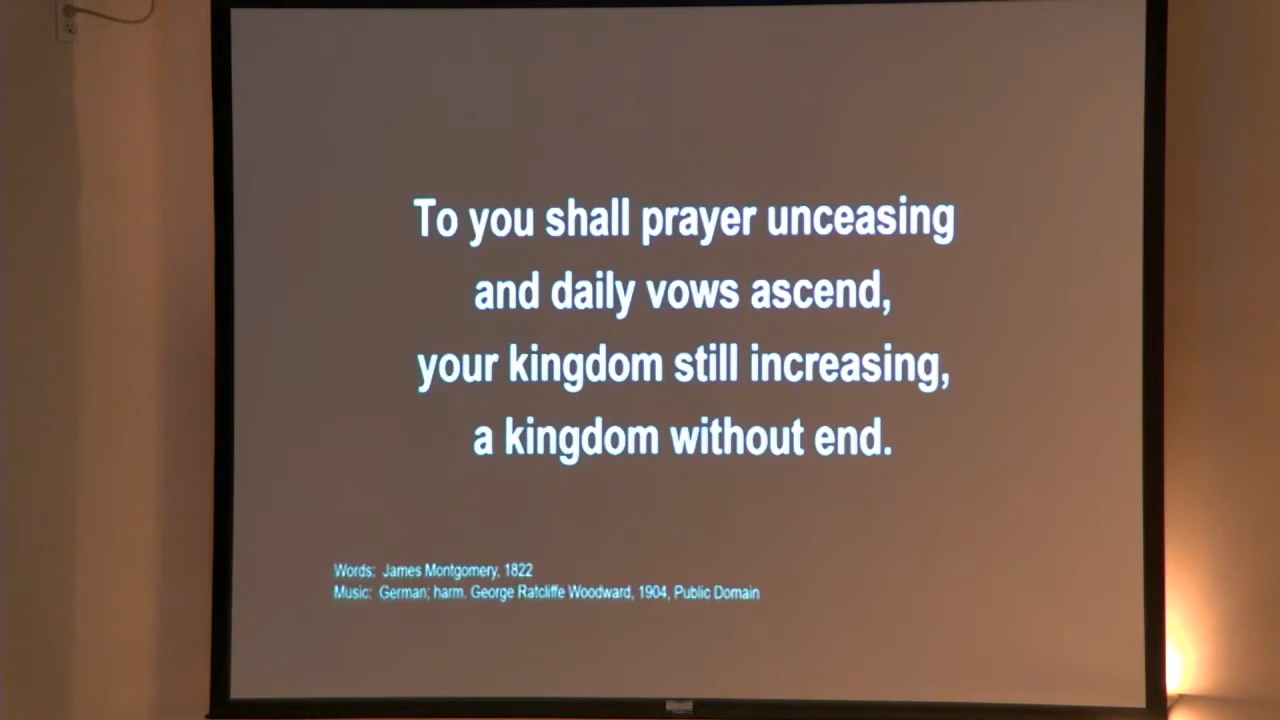 To you shall prayer unceasing
and daily vows ascend,
your kingdom still increasing,
a kingdom without end.
Words: James Montgomery, 1822
Music: German; harm. George Ratcliffe Woodward, 1904, Public Domain